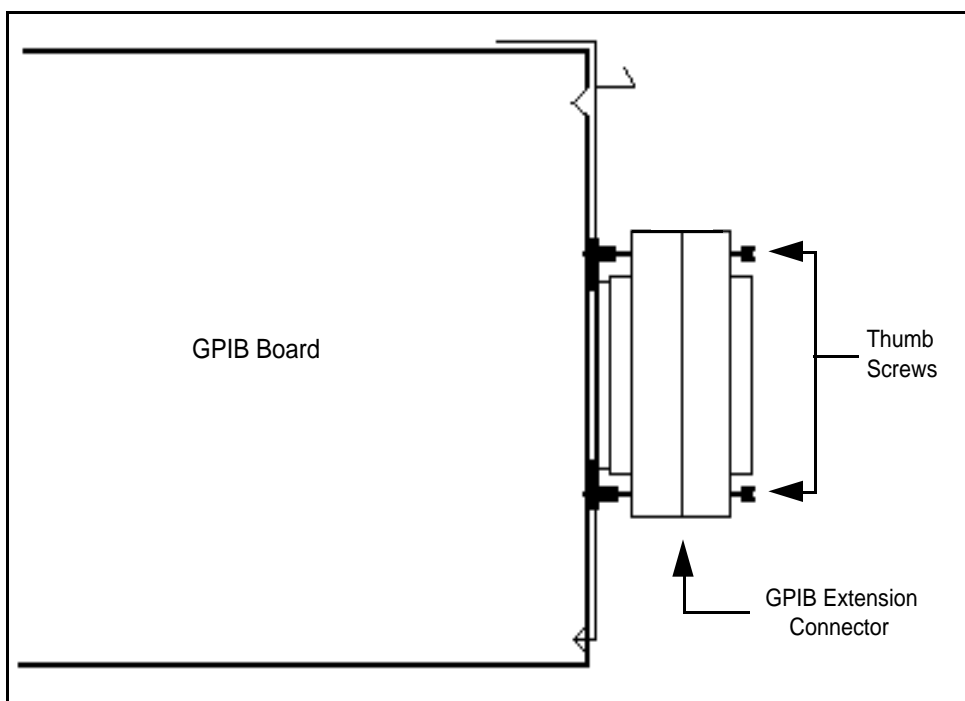 GPIB Board
Thumb
Screws
GPIB Extension
Connector